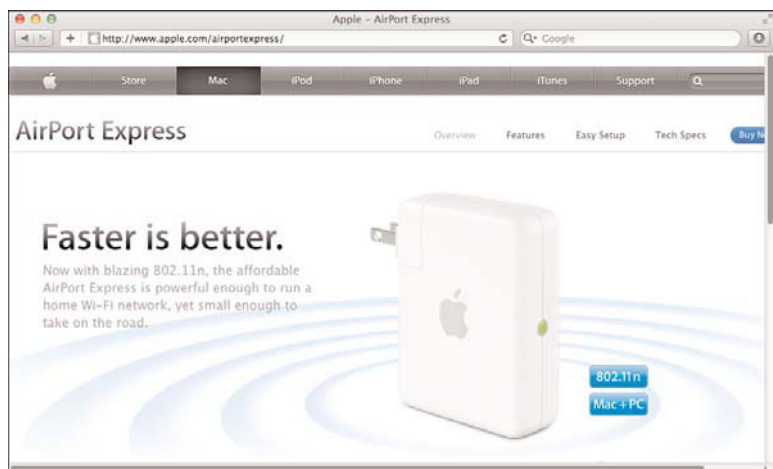 Apple – AirPort Express
http://www.apple.com/airportexpress/
Google
Store Mac iPod iPhone iPad iTunes Support
AirPort Express
Overview Features Easy Setup Tech Specs Buy N
Faster is better.
Now with blazing 802.11n, the affordable
AirPort Express is powerful enough to run a
home Wi-Fi network, yet small enough to
take on the road.
802.11n
Mac + PC